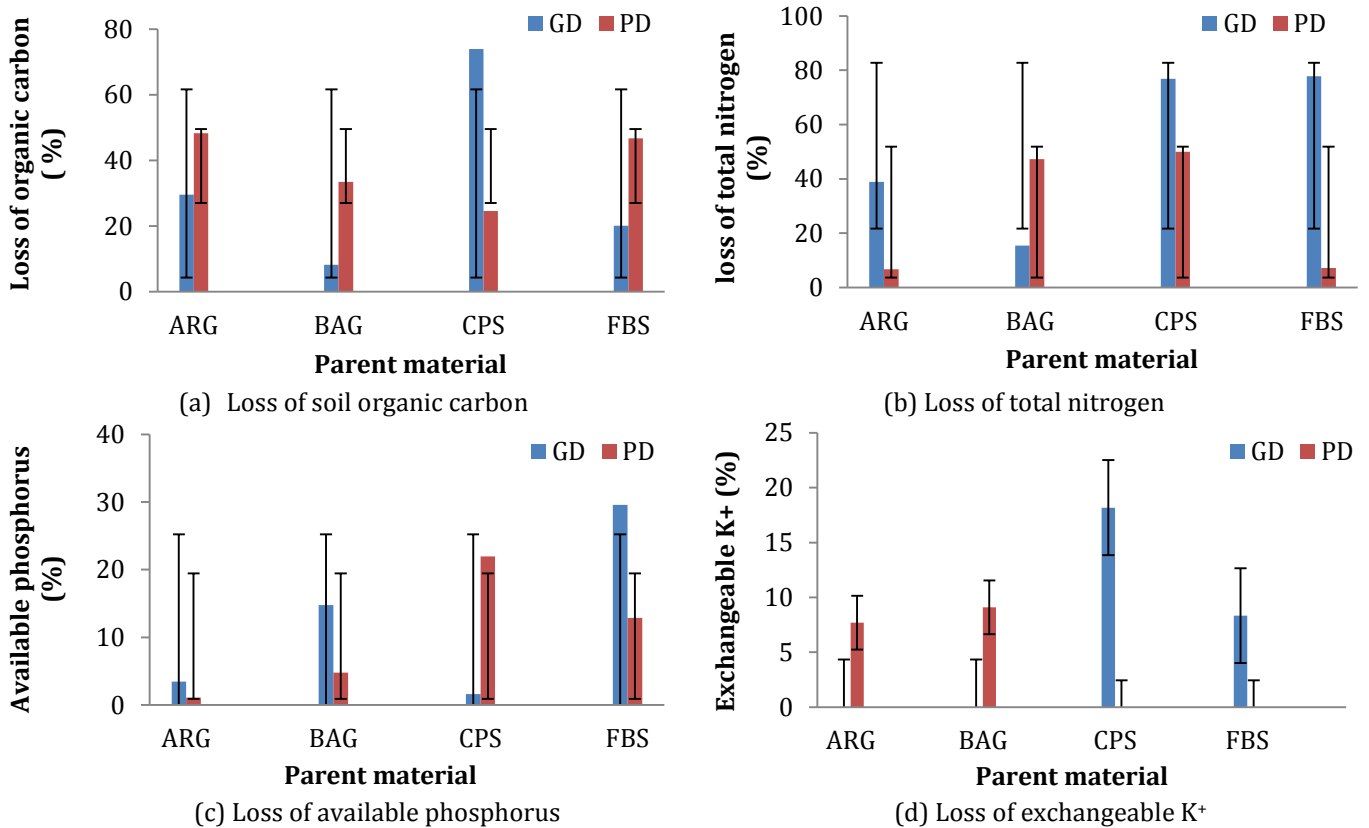 GD PD
Loss of organic carbon
( %)
80
60
40
20
0
ARG BAG CPS FBS
Parent material
(a) Loss of soil organic carbon
GD PD
loss of total nitrogen
(%)
100
80
60
40
20
0
ARG BAG CPS FBS
Parent material
(b) Loss of total nitrogen
GD PD
Available phosphorus
(%)
40
30
20
10
0
ARG BAG CPS FBS
Parent material
(c) Loss of available phosphorus
GD PD
Exchangeable K+ (%)
25
20
15
10
5
0
ARG BAG CPS FBS
Parent material
(d) Loss of exchangeable K⁺